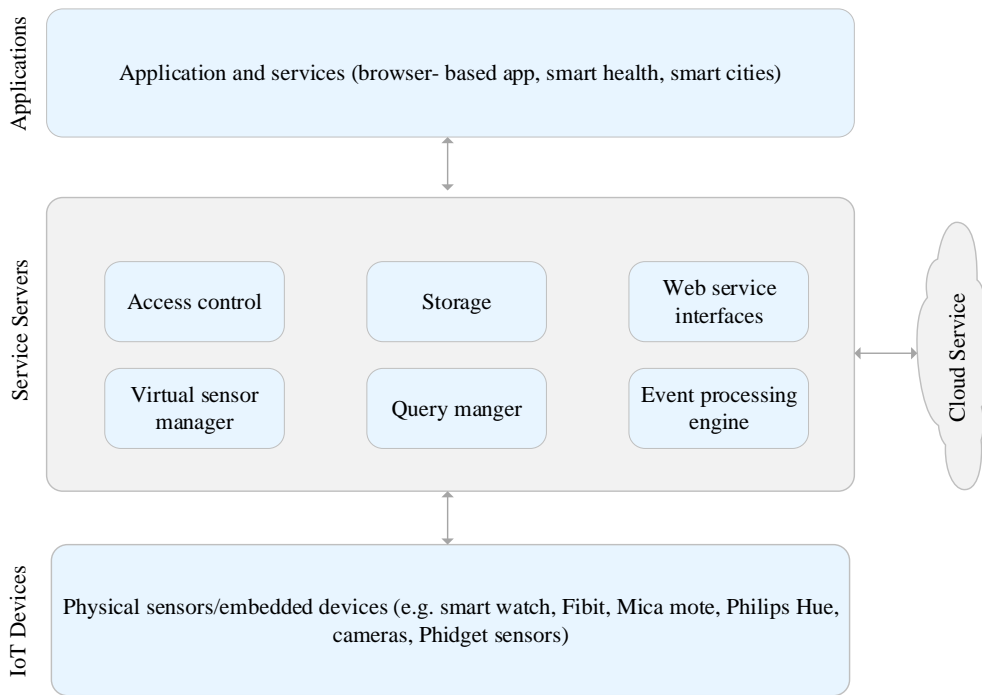 Applications
Application and services (browser- based app, smart health, smart cities)
Service Servers
Access control
Storage
Web service
interfaces
Virtual sensor
manager
Query manger
Event processing
engine
Cloud Service
IoT Devices
Physical sensors/embedded devices (e.g. smart watch, Fibit, Mica mote, Philips Hue,
cameras, Phidget sensors)